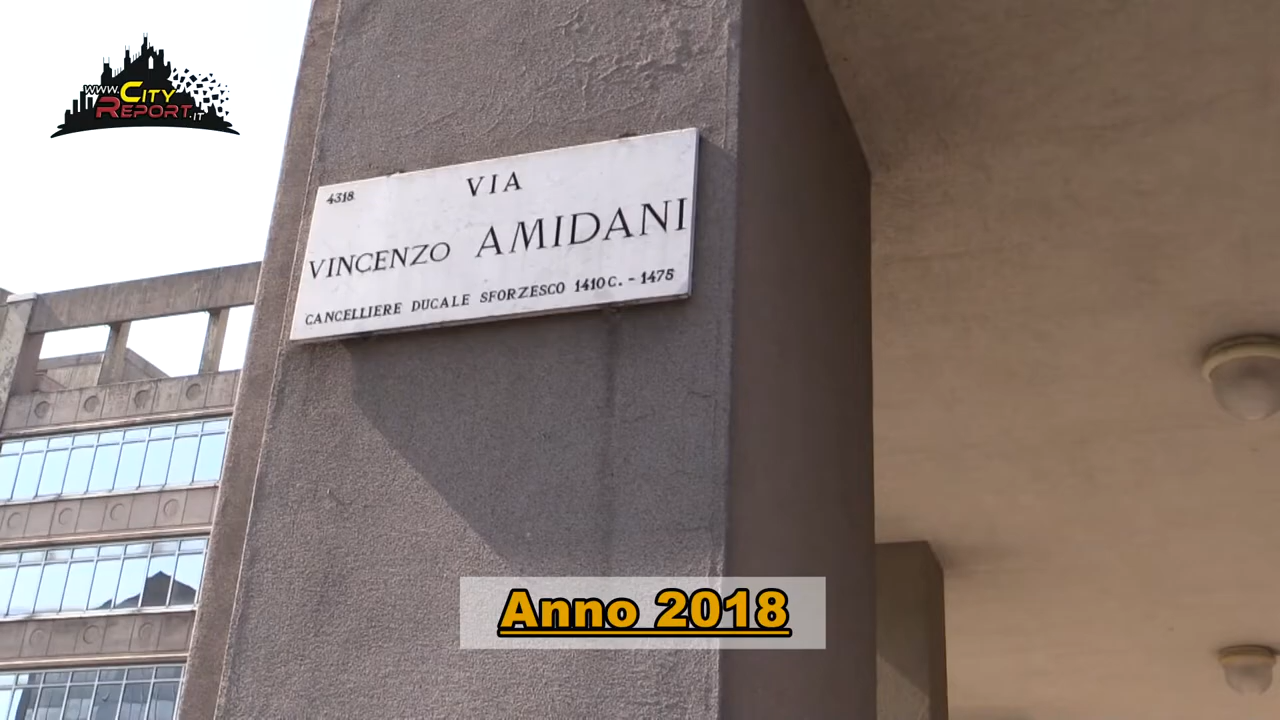 www.CITY
REPORT.IT
4318
VIA
VINCENZO AMIDANI
CANCELLIERE DUCALE SFORZESCO 1410 C. - 1475
Anno 2018